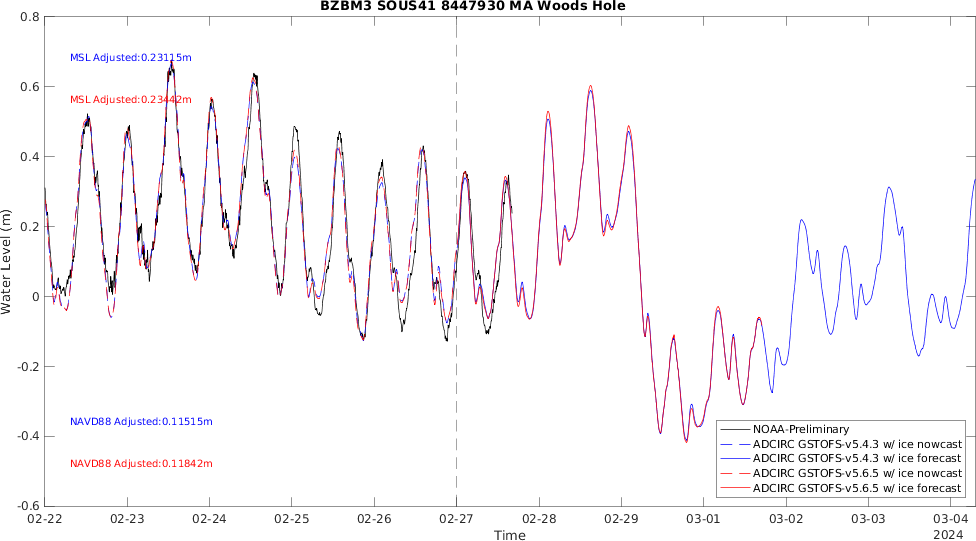 BZBM3 SOUS41 8447930 MA Woods Hole
0.8
0.6
0.4
0.2
0
-0.2
-0.4
-0.6
Water Level (m)
MSL Adjusted:0.23115m
MSL Adjusted:0.23442m
NAVD88 Adjusted:0.11515m
NAVD88 Adjusted:0.11842m
NOAA-Preliminary
ADCIRC GSTOFS-v5.4.3 w/ ice nowcast
ADCIRC GSTOFS-v5.4.3 w/ ice forecast
ADCIRC GSTOFS-v5.6.5 w/ ice nowcast
ADCIRC GSTOFS-v5.6.5 w/ ice forecast
02-22 02-23 02-24 02-25 02-26 02-27 02-28 02-29 03-01 03-02 03-03 03-04
Time
2024